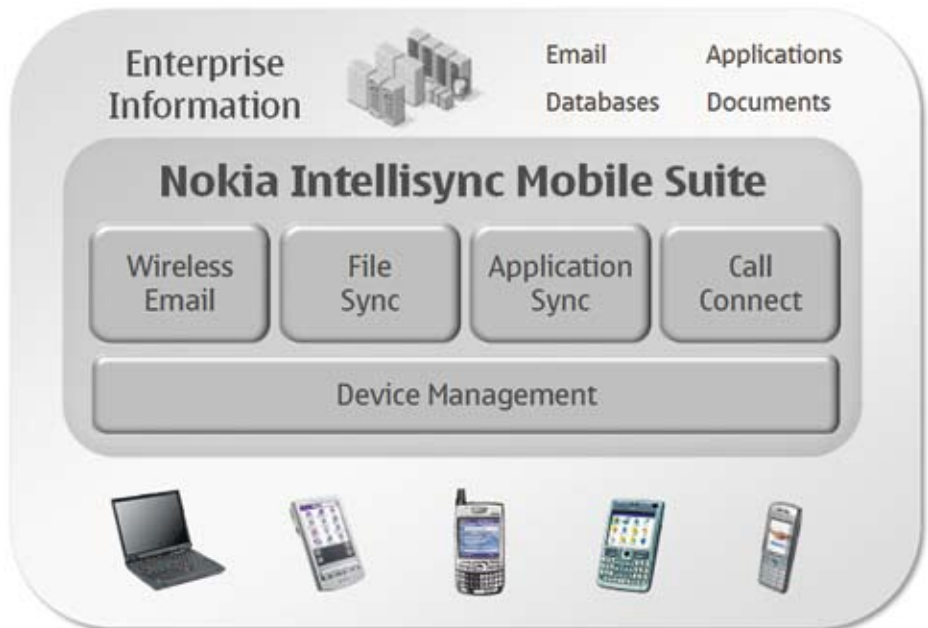 Enterprise
Information
Email
Applications
Databases
Documents
Nokia Intellisync Mobile Suite
Wireless
Email
File
Sync
Application
Sync
Call
Connect
Device Management